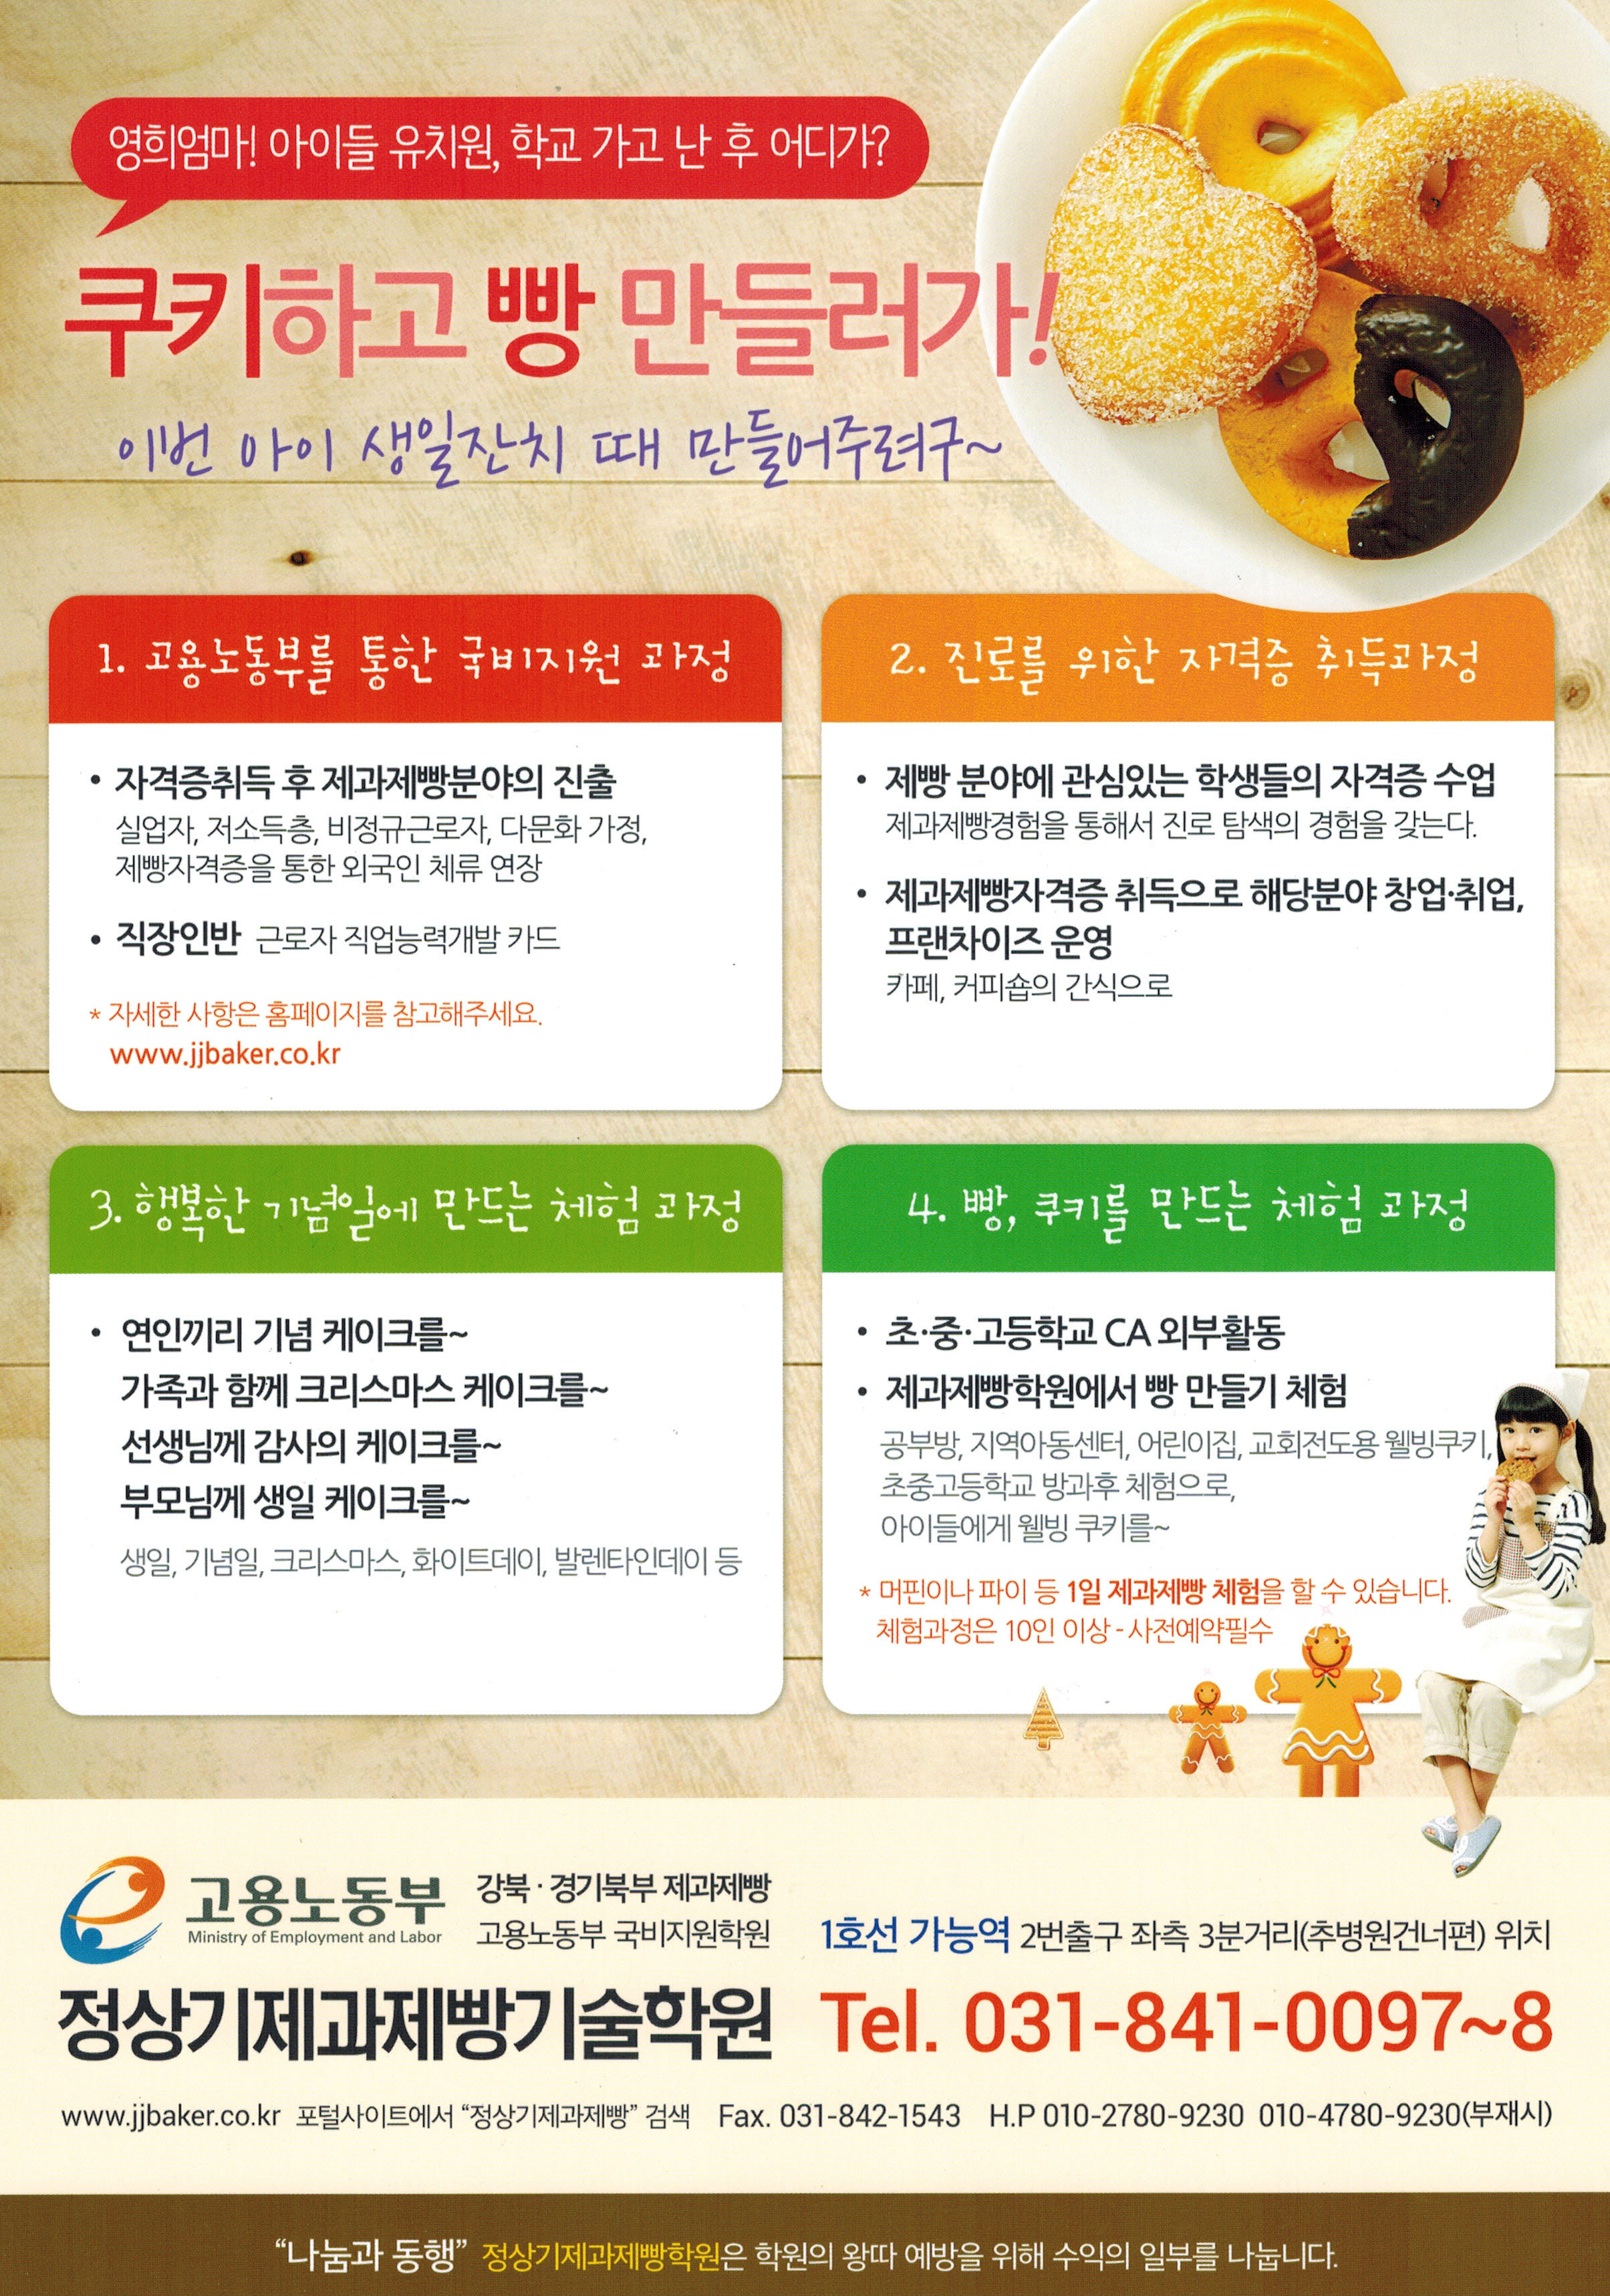 영희엄마! 아이들 유치원, 학교 가고 난 후 어디가?
쿠키하고 빵 만들러가!
이번 아이 생일잔치 때 만들어주려구~
1. 고용노동부를 통한 국비지원 과정
• 자격증취득 후 제과제빵분야의 진출
실업자, 저소득층, 비정규근로자, 다문화 가정,
제빵자격증을 통한 외국인 체류 연장
• 직장인반 근로자 직업능력개발 카드
* 자세한 사항은 홈페이지를 참고해주세요.
www.jjbaker.co.kr
2. 진로를 위한 자격증 취득과정
• 제빵 분야에 관심있는 학생들의 자격증 수업
제과제빵경험을 통해서 진로 탐색의 경험을 갖는다.
• 제과제빵자격증 취득으로 해당분야 창업·취업,
프랜차이즈 운영
카페, 커피숍의 간식으로
3. 행복한 기념일에 만드는 체험 과정
• 연인끼리 기념 케이크를~
가족과 함께 크리스마스 케이크를~
선생님께 감사의 케이크를~
부모님께 생일 케이크를~
생일, 기념일, 크리스마스, 화이트데이, 발렌타인데이 등
4. 빵, 쿠키를 만드는 체험 과정
• 초·중·고등학교 CA 외부활동
• 제과제빵학원에서 빵 만들기 체험
공부방, 지역아동센터, 어린이집, 교회전도용 웰빙쿠키,
초중고등학교 방과후 체험으로,
아이들에게 웰빙 쿠키를~
* 머핀이나 파이 등 1일 제과제빵 체험을 할 수 있습니다.
체험과정은 10인 이상 - 사전예약필수
고용노동부
Ministry of Employment and Labor
강북 · 경기북부 제과제빵
고용노동부 국비지원학원
정상기제과제빵기술학원
1호선 가능역 2번출구 좌측 3분거리(추병원건너편) 위치
Tel. 031-841-0097~8
www.jjbaker.co.kr 포털사이트에서 “정상기제과제빵” 검색 Fax. 031-842-1543 H.P 010-2780-9230 010-4780-9230(부재시)
“나눔과 동행” 정상기제과제빵학원은 학원의 왕따 예방을 위해 수익의 일부를 나눕니다.